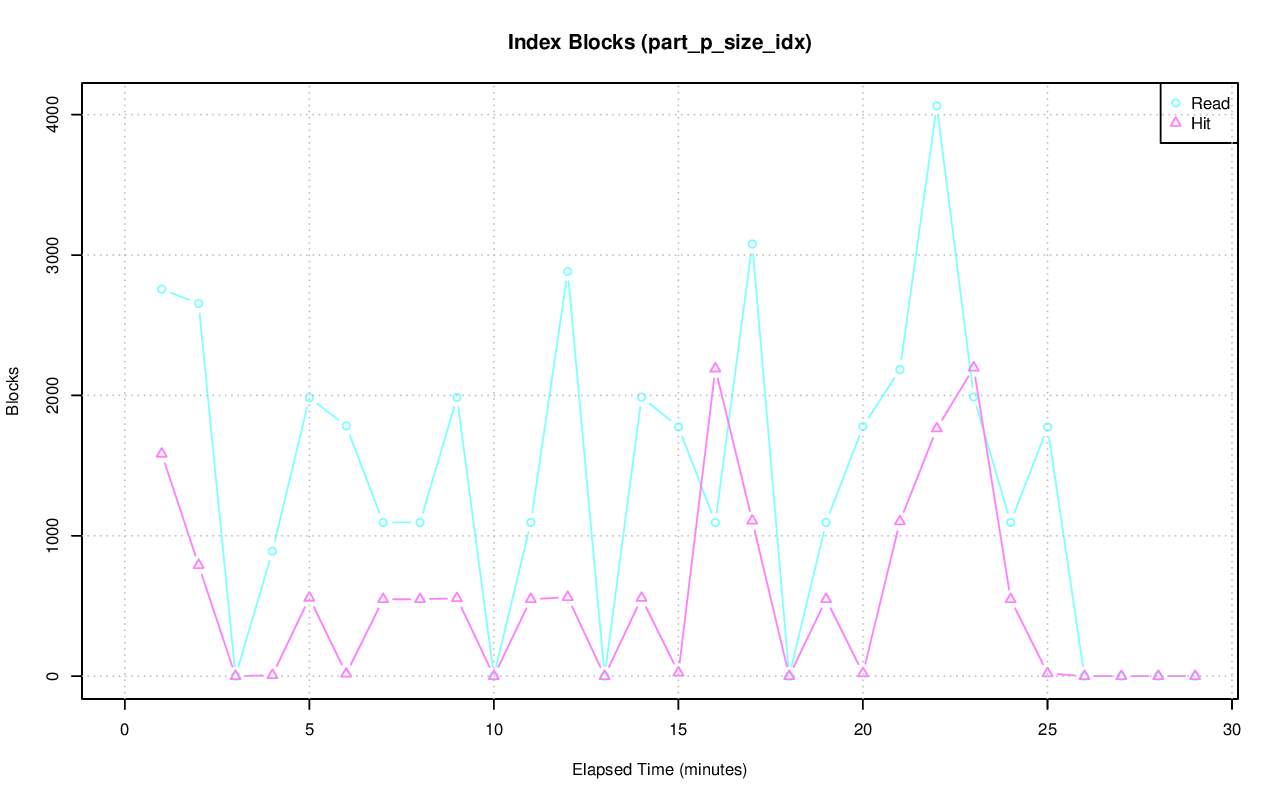 Index Blocks (part_p_size_idx)
Read
Hit
4000
3000
2000
1000
0
Blocks
0 5 10 15 20 25 30
Elapsed Time (minutes)